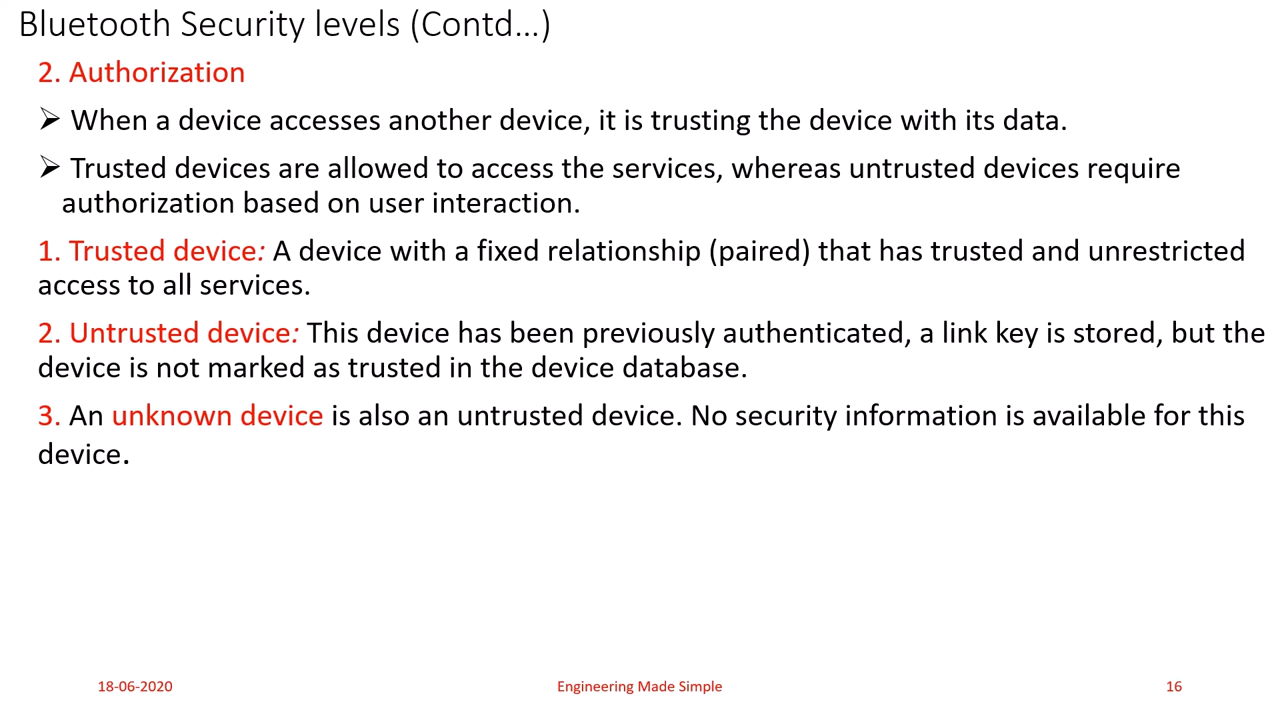 Bluetooth Security levels (Contd...)
2. Authorization
➢ When a device accesses another device, it is trusting the device with its data.
➢ Trusted devices are allowed to access the services, whereas untrusted devices require
authorization based on user interaction.
1. Trusted device: A device with a fixed relationship (paired) that has trusted and unrestricted
access to all services.
2. Untrusted device: This device has been previously authenticated, a link key is stored, but the
device is not marked as trusted in the device database.
3. An unknown device is also an untrusted device. No security information is available for this
device.
18-06-2020 Engineering Made Simple 16